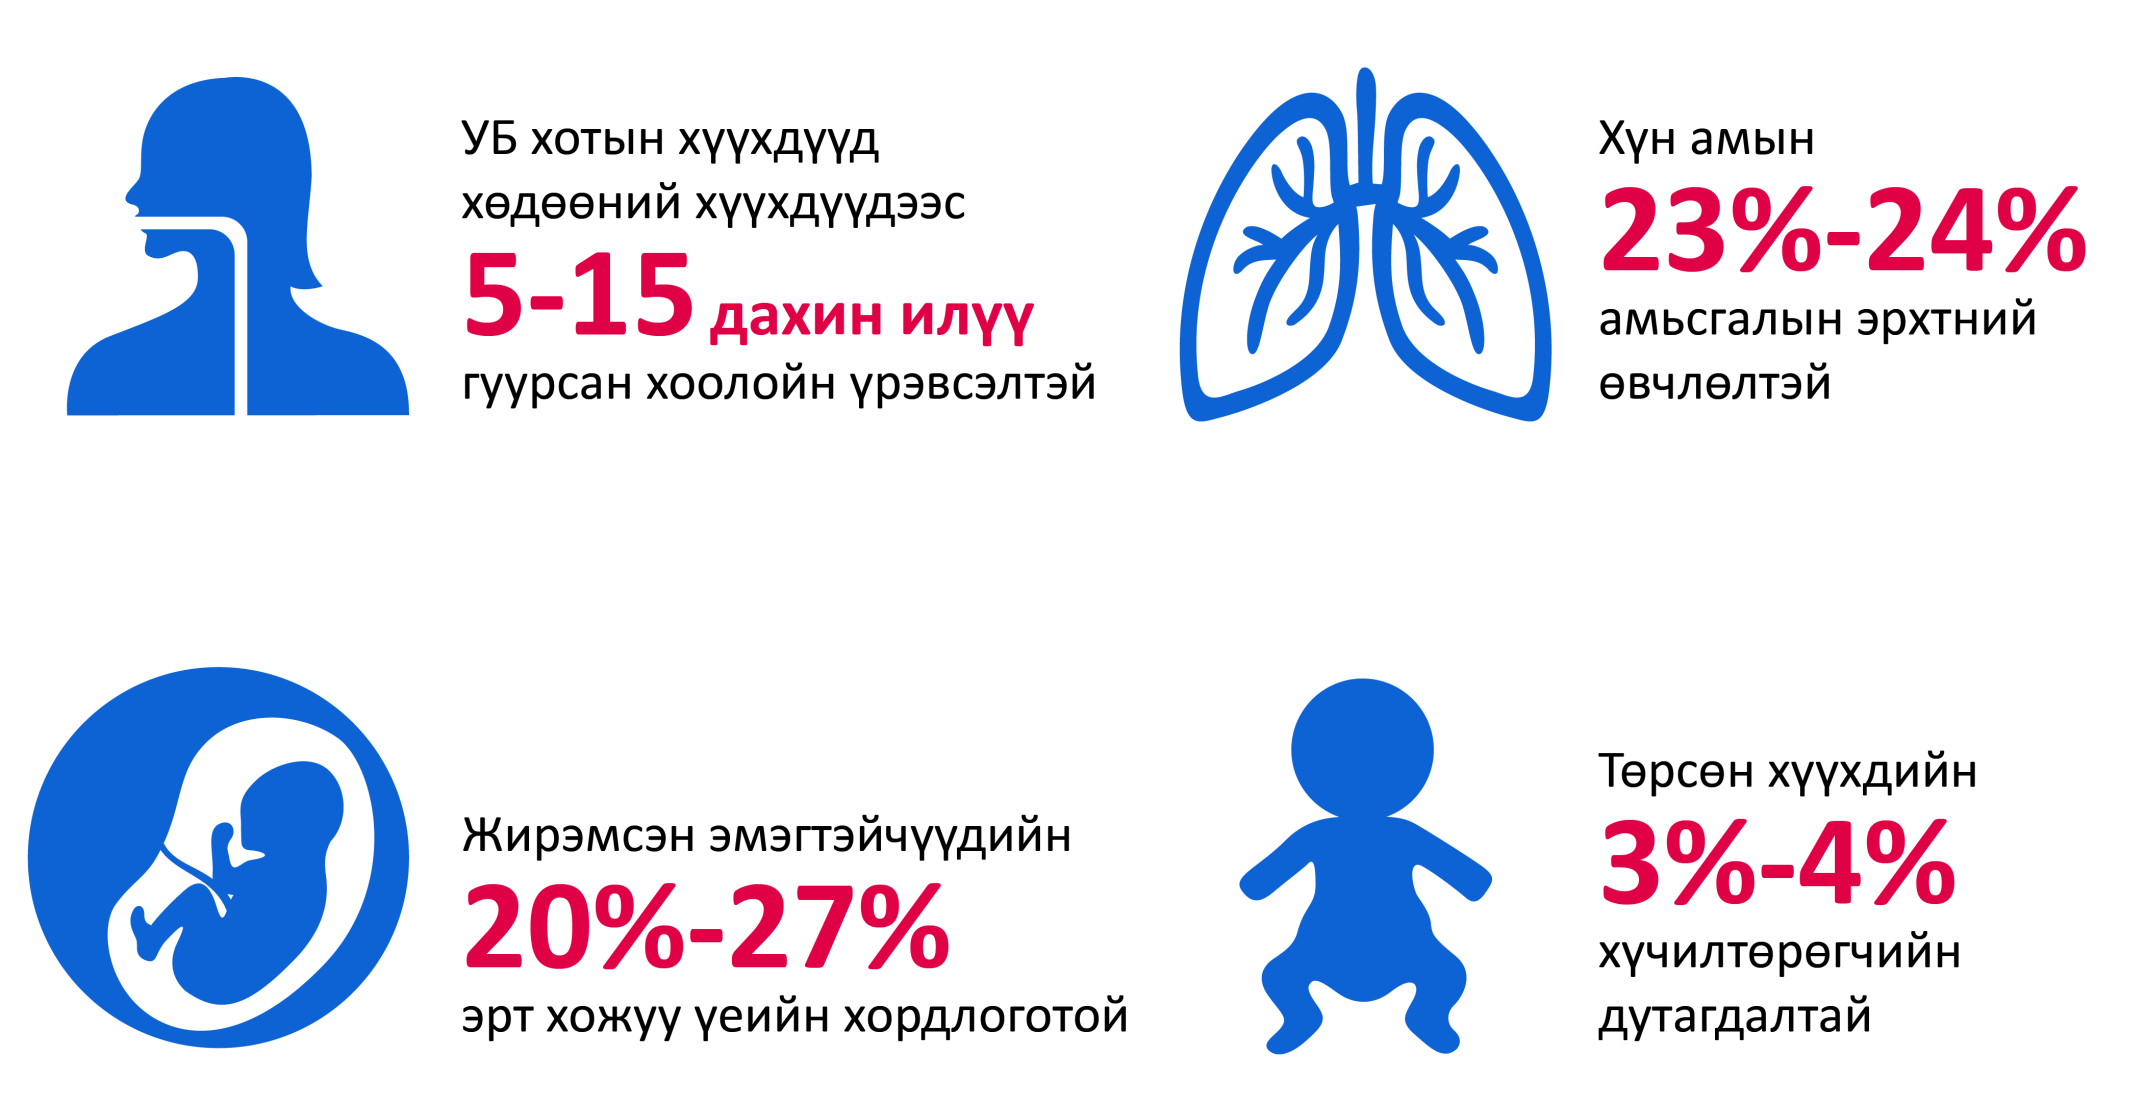 УБ хотын хүүхдүүд
хөдөөний хүүхдүүдээс
5-15 дахин илүү
гуурсан хоолойн үрэвсэлтэй
Хүн амын
23%-24%
амьсгалын эрхтний
өвчлөлтэй
Жирэмсэн эмэгтэйчүүдийн
20%-27%
эрт хожуу үеийн хордлоготой
Төрсөн хүүхдийн
3%-4%
хүчилтөрөгчийн
дутагдалтай